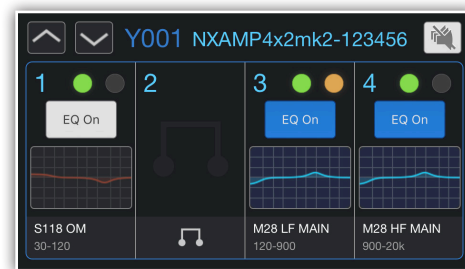 Y001 NXAMP4x2mk2-123456
1 2 3 4
EQ On EQ On EQ On
S118 OM M28 LF MAIN M28 HF MAIN
30-120 120-900 900-20k